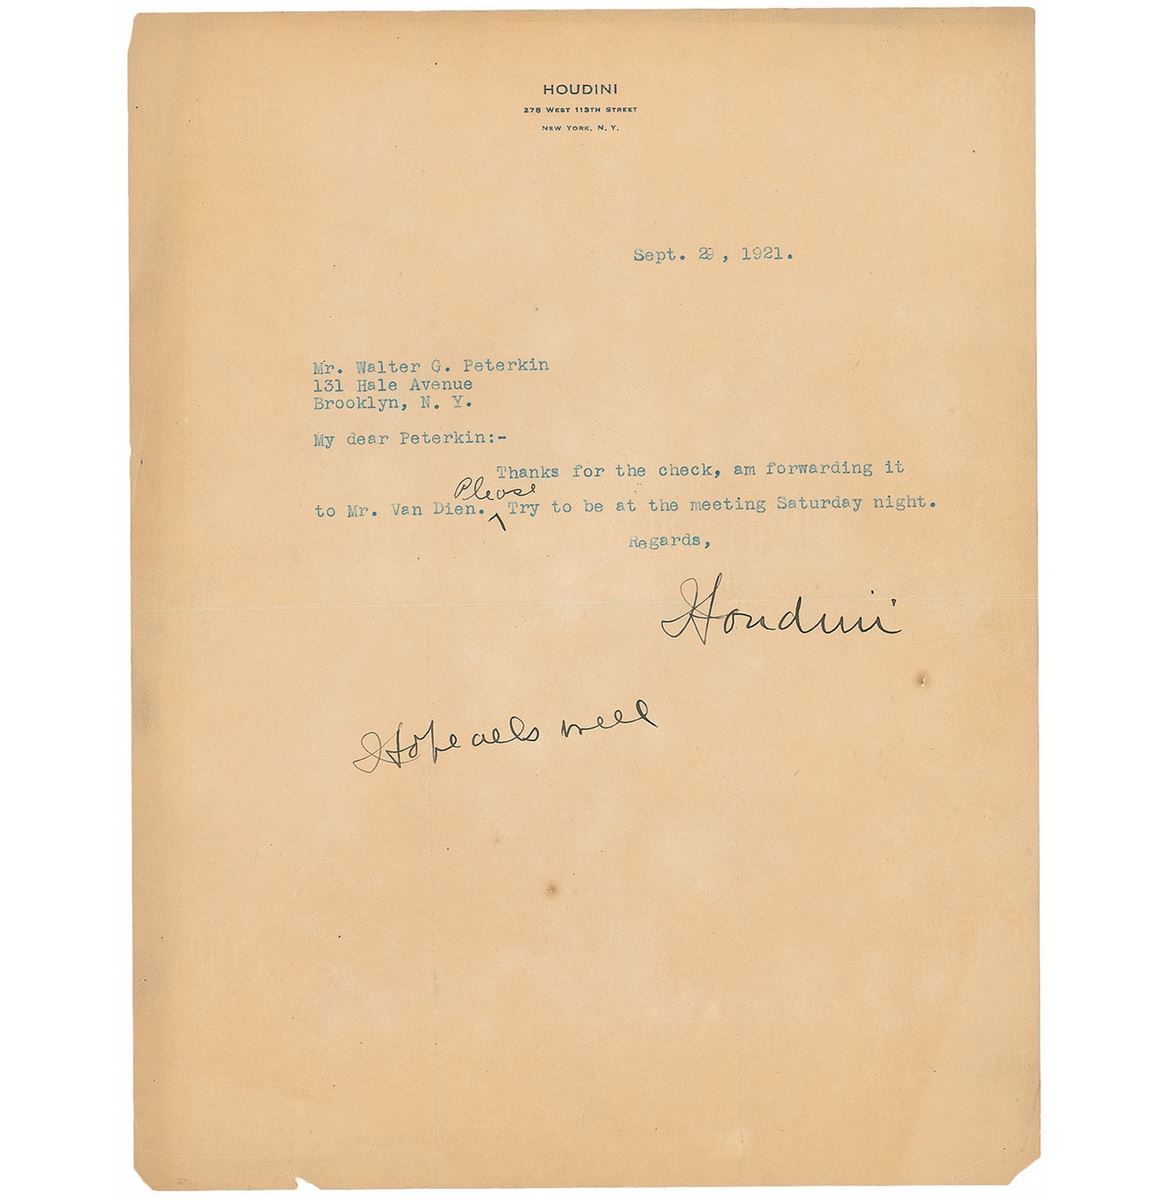 HOUDINI
278 WEST 113TH STREET
NEW YORK, N. Y.
Sept. 29, 1921.
Mr. Walter G. Peterkin
131 Hale Avenue
Brooklyn, N. Y.
My dear Peterkin:-
Thanks for the check, am forwarding it
Please
to Mr. Van Dien. ^ Try to be at the meeting Saturday night.
Regards,
Houdini
Hope alls well